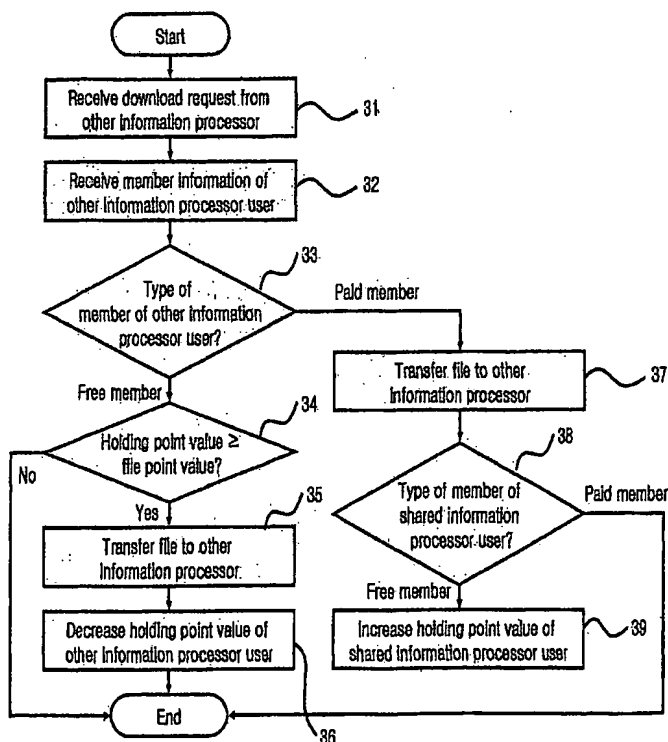 Start
Receive download request from
other information processor
31
Receive member information of
other information processor user
32
33
Type of
member of other information
processor user?
Paid member
Free member
Transfer file to other
information processor
37
34
Holding point value ≥
file point value?
No
Yes
38
Type of member of
shared information
processor user?
Paid member
Free member
35
Transfer file to other
information processor
Decrease holding point value of
other information processor user
36
Increase holding point value of
shared information processor user
39
End